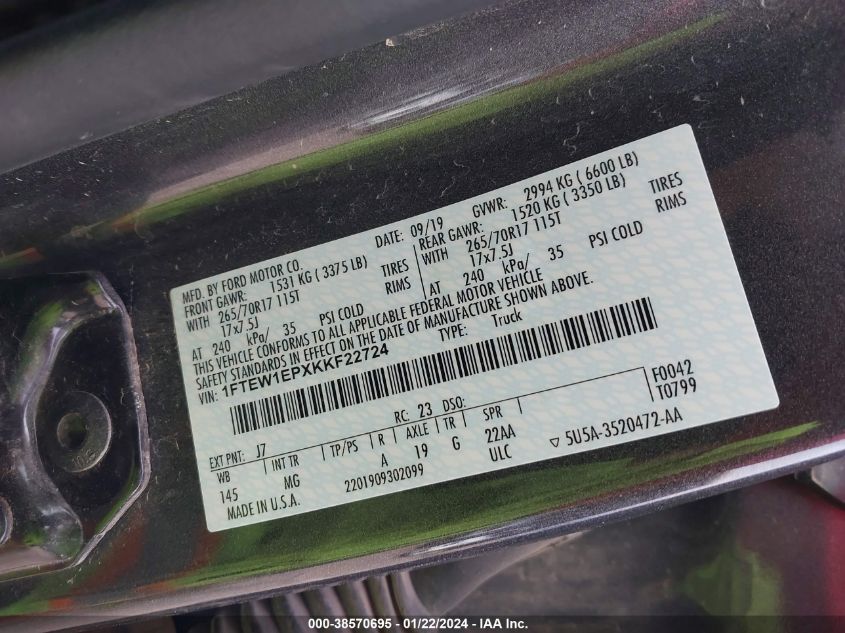 MFD. BY FORD MOTOR CO. DATE: 09/19 GVWR: 2994 KG ( 6600 LB)
FRONT GAWR: 1531 KG ( 3375 LB) REAR GAWR: 1520 KG ( 3350 LB)
WITH 265/70R17 115T TIRES WITH 265/70R17 115T TIRES
17x7.5J RIMS 17x7.5J RIMS
AT 240 kPa/ 35 PSI COLD AT 240 kPa/ 35 PSI COLD
THIS VEHICLE CONFORMS TO ALL APPLICABLE FEDERAL MOTOR VEHICLE
SAFETY STANDARDS IN EFFECT ON THE DATE OF MANUFACTURE SHOWN ABOVE.
VIN: 1FTEW1EPXKKF22724 TYPE: Truck
F0042
T0799
EXT PNT: J7 RC: 23 DSO:
WB INT TR TP/PS R AXLE TR SPR
145 MG A 19 G 22AA
ULC
5U5A-3520472-AA
MADE IN U.S.A. 2201909302099
000-38570695 - 01/22/2024 - IAA Inc.